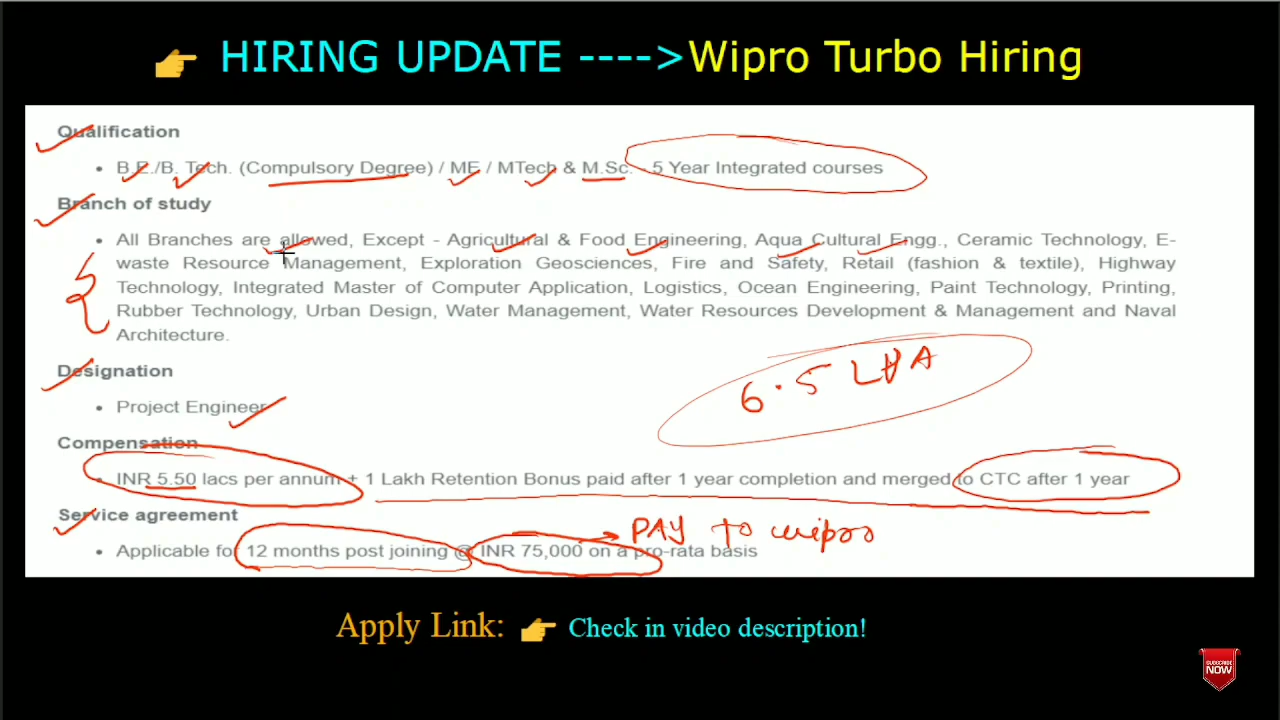 HIRING UPDATE ---->Wipro Turbo Hiring
Qualification
• B.E./B. Tech. (Compulsory Degree) / ME / MTech & M.Sc. 5 Year Integrated courses
Branch of study
• All Branches are allowed, Except - Agricultural & Food Engineering, Aqua Cultural Engg., Ceramic Technology, E-
waste Resource Management, Exploration Geosciences, Fire and Safety, Retail (fashion & textile), Highway
Technology, Integrated Master of Computer Application, Logistics, Ocean Engineering, Paint Technology, Printing,
Rubber Technology, Urban Design, Water Management, Water Resources Development & Management and Naval
Architecture.
Designation
6.5 LPA
• Project Engineer
Compensation
• INR 5.50 lacs per annum + 1 Lakh Retention Bonus paid after 1 year completion and merged to CTC after 1 year
Service agreement
PAY to wipro
• Applicable for 12 months post joining @ INR 75,000 on a pro-rata basis
Apply Link: Check in video description!
SUBSCRIBE
NOW